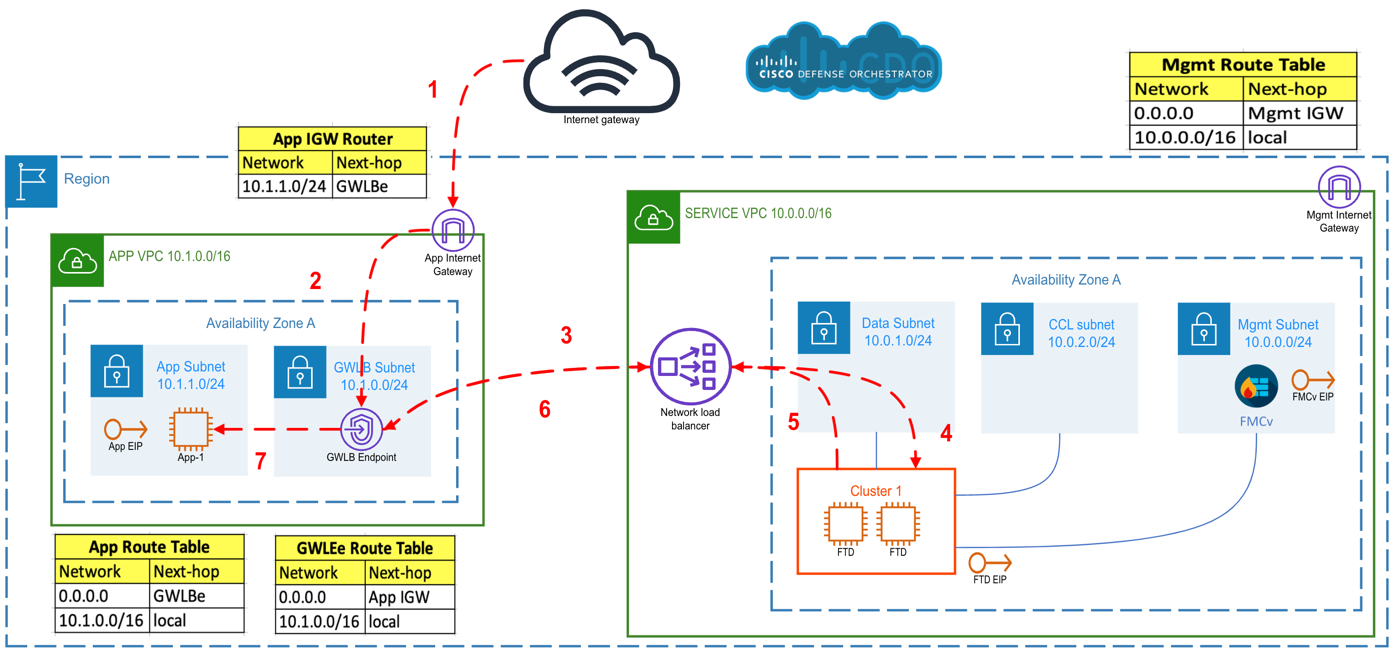 CISCO DEFENSE ORCHESTRATOR
CDO
Internet gateway
Mgmt Route Table
Network Next-hop
0.0.0.0 Mgmt IGW
10.0.0.0/16 local
1
App IGW Router
Network Next-hop
10.1.1.0/24 GWLBe
Region
Mgmt Internet
Gateway
SERVICE VPC 10.0.0.0/16
App Internet
Gateway
APP VPC 10.1.0.0/16
2
Availability Zone A
Availability Zone A
App Subnet
10.1.1.0/24
GWLB Subnet
10.1.0.0/24
3
6
Data Subnet
10.0.1.0/24
CCL subnet
10.0.2.0/24
Mgmt Subnet
10.0.0.0/24
FMCv EIP
FMCv
Network load
balancer
5
4
App EIP
App-1
GWLB Endpoint
7
Cluster 1
FTD
FTD
FTD EIP
App Route Table
Network Next-hop
0.0.0.0 GWLBe
10.1.0.0/16 local
GWLEe Route Table
Network Next-hop
0.0.0.0 App IGW
10.1.0.0/16 local